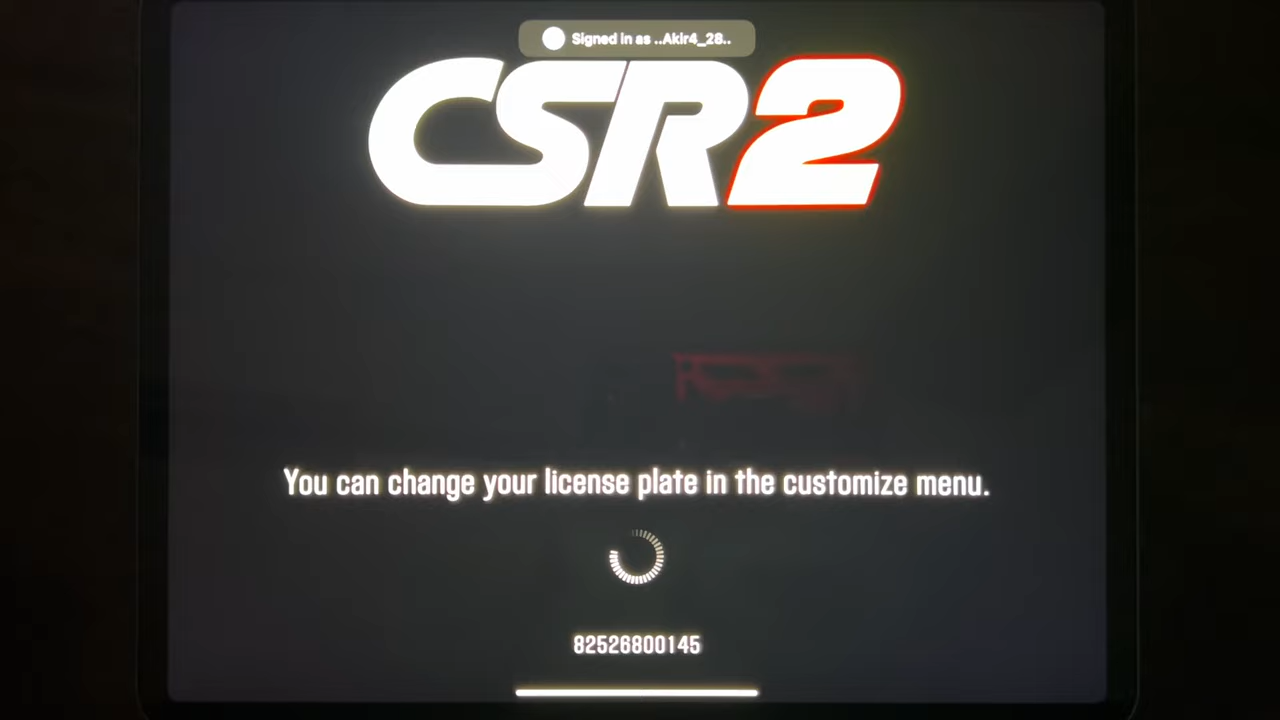 Signed in as ..Akir4_28..
CSR2
You can change your license plate in the customize menu.
82526800145